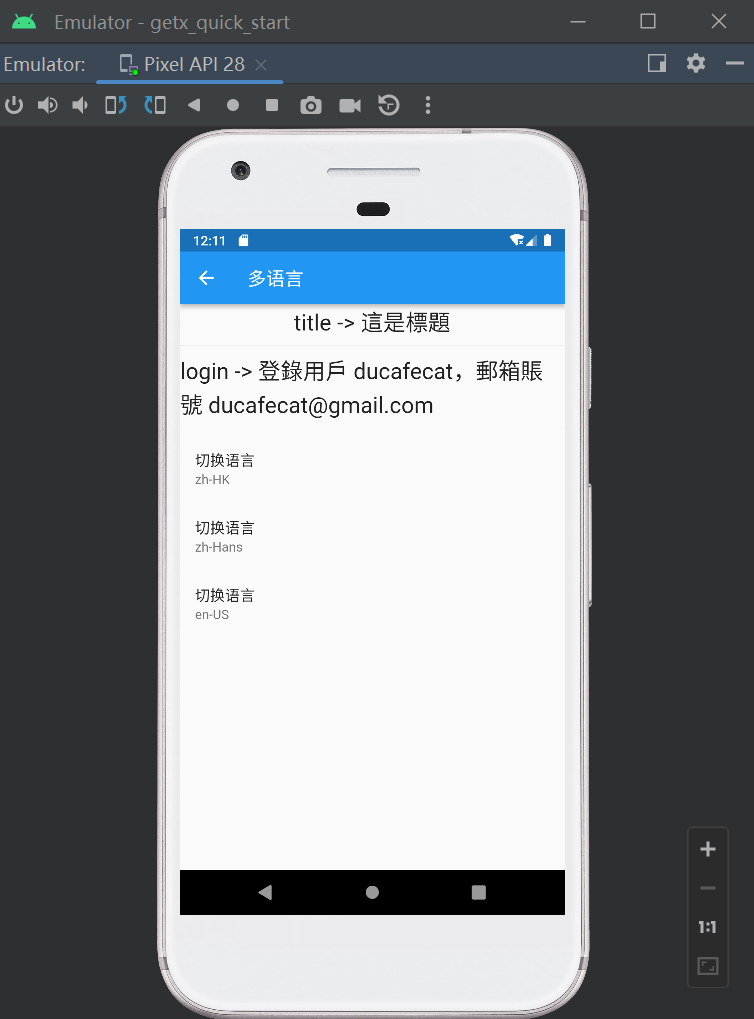 Emulator - getx_quick_start
Emulator:
Pixel API 28
12:11
多语言
title -> 這是標題
login -> 登錄用戶 ducafecat，郵箱賬
號 ducafecat@gmail.com
切换语言
zh-HK
切换语言
zh-Hans
切换语言
en-US
1:1